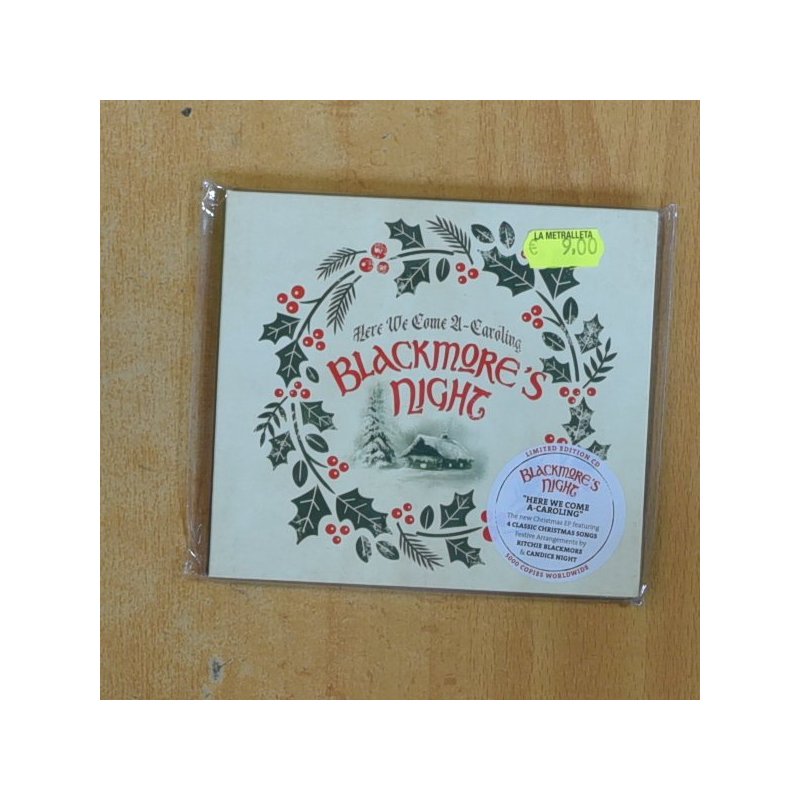 LA METRALLETA
€ 9,00
Here We Come A-Caroling
BLACKMORE'S
NIGHT
LIMITED EDITION CD
BLACKMORE'S
NIGHT
"HERE WE COME
A-CAROLING"
The new Christmas EP featuring
4 CLASSIC CHRISTMAS SONGS
Festive Arrangements by
RITCHIE BLACKMORE
& CANDICE NIGHT
5000 COPIES WORLDWIDE